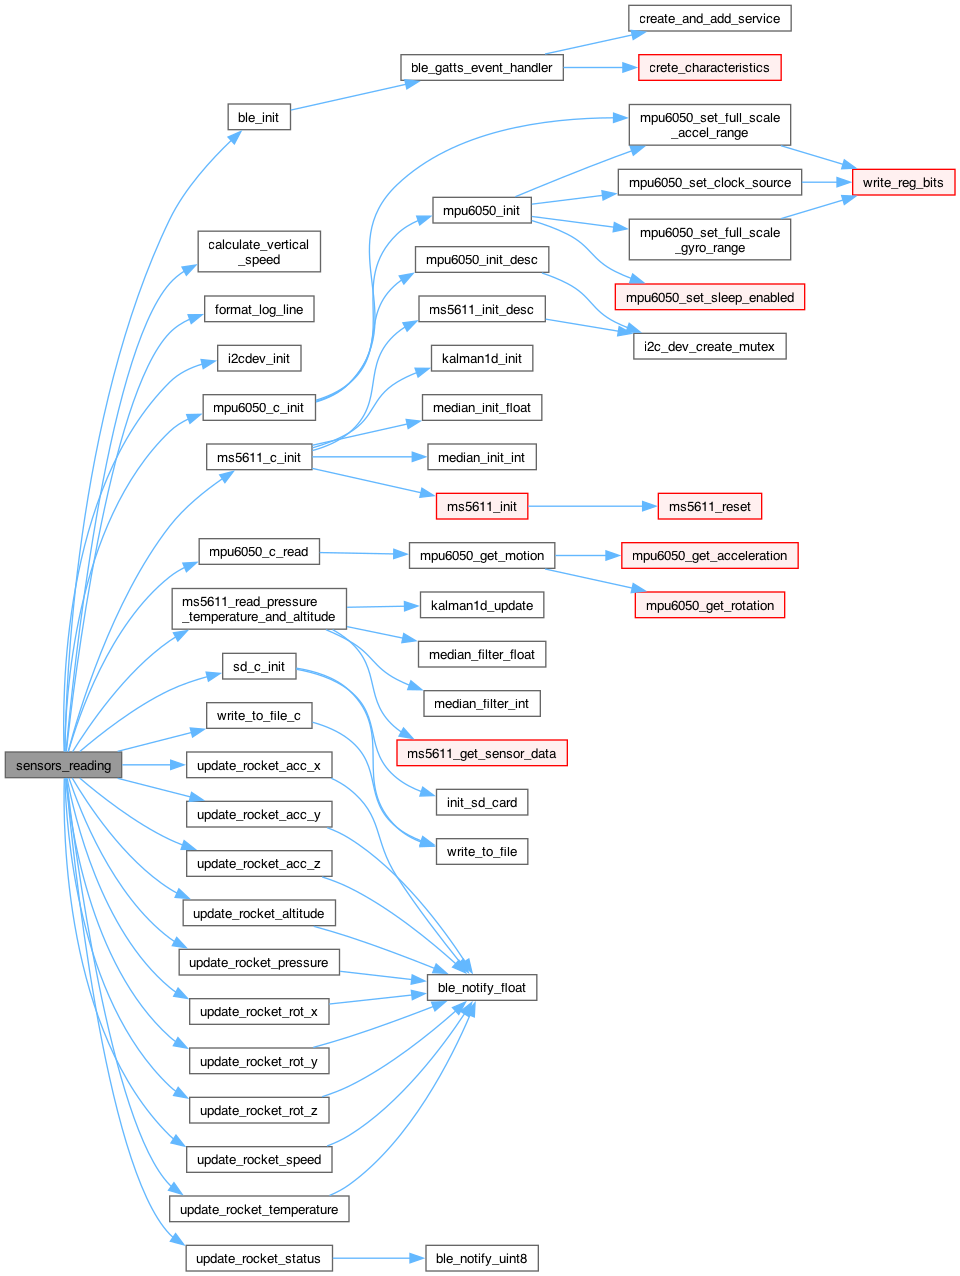 create_and_add_service
ble_gatts_event_handler
crete_characteristics
ble_init
mpu6050_set_full_scale
_accel_range
mpu6050_set_clock_source
write_reg_bits
mpu6050_init
mpu6050_set_full_scale
_gyro_range
calculate_vertical
_speed
mpu6050_init_desc
mpu6050_set_sleep_enabled
format_log_line
ms5611_init_desc
i2c_dev_create_mutex
i2cdev_init
kalman1d_init
mpu6050_c_init
median_init_float
ms5611_c_init
median_init_int
ms5611_init
ms5611_reset
mpu6050_c_read
mpu6050_get_motion
mpu6050_get_acceleration
mpu6050_get_rotation
ms5611_read_pressure
_temperature_and_altitude
kalman1d_update
median_filter_float
sd_c_init
median_filter_int
write_to_file_c
ms5611_get_sensor_data
sensors_reading
update_rocket_acc_x
init_sd_card
update_rocket_acc_y
write_to_file
update_rocket_acc_z
update_rocket_altitude
update_rocket_pressure
ble_notify_float
update_rocket_rot_x
update_rocket_rot_y
update_rocket_rot_z
update_rocket_speed
update_rocket_temperature
update_rocket_status
ble_notify_uint8